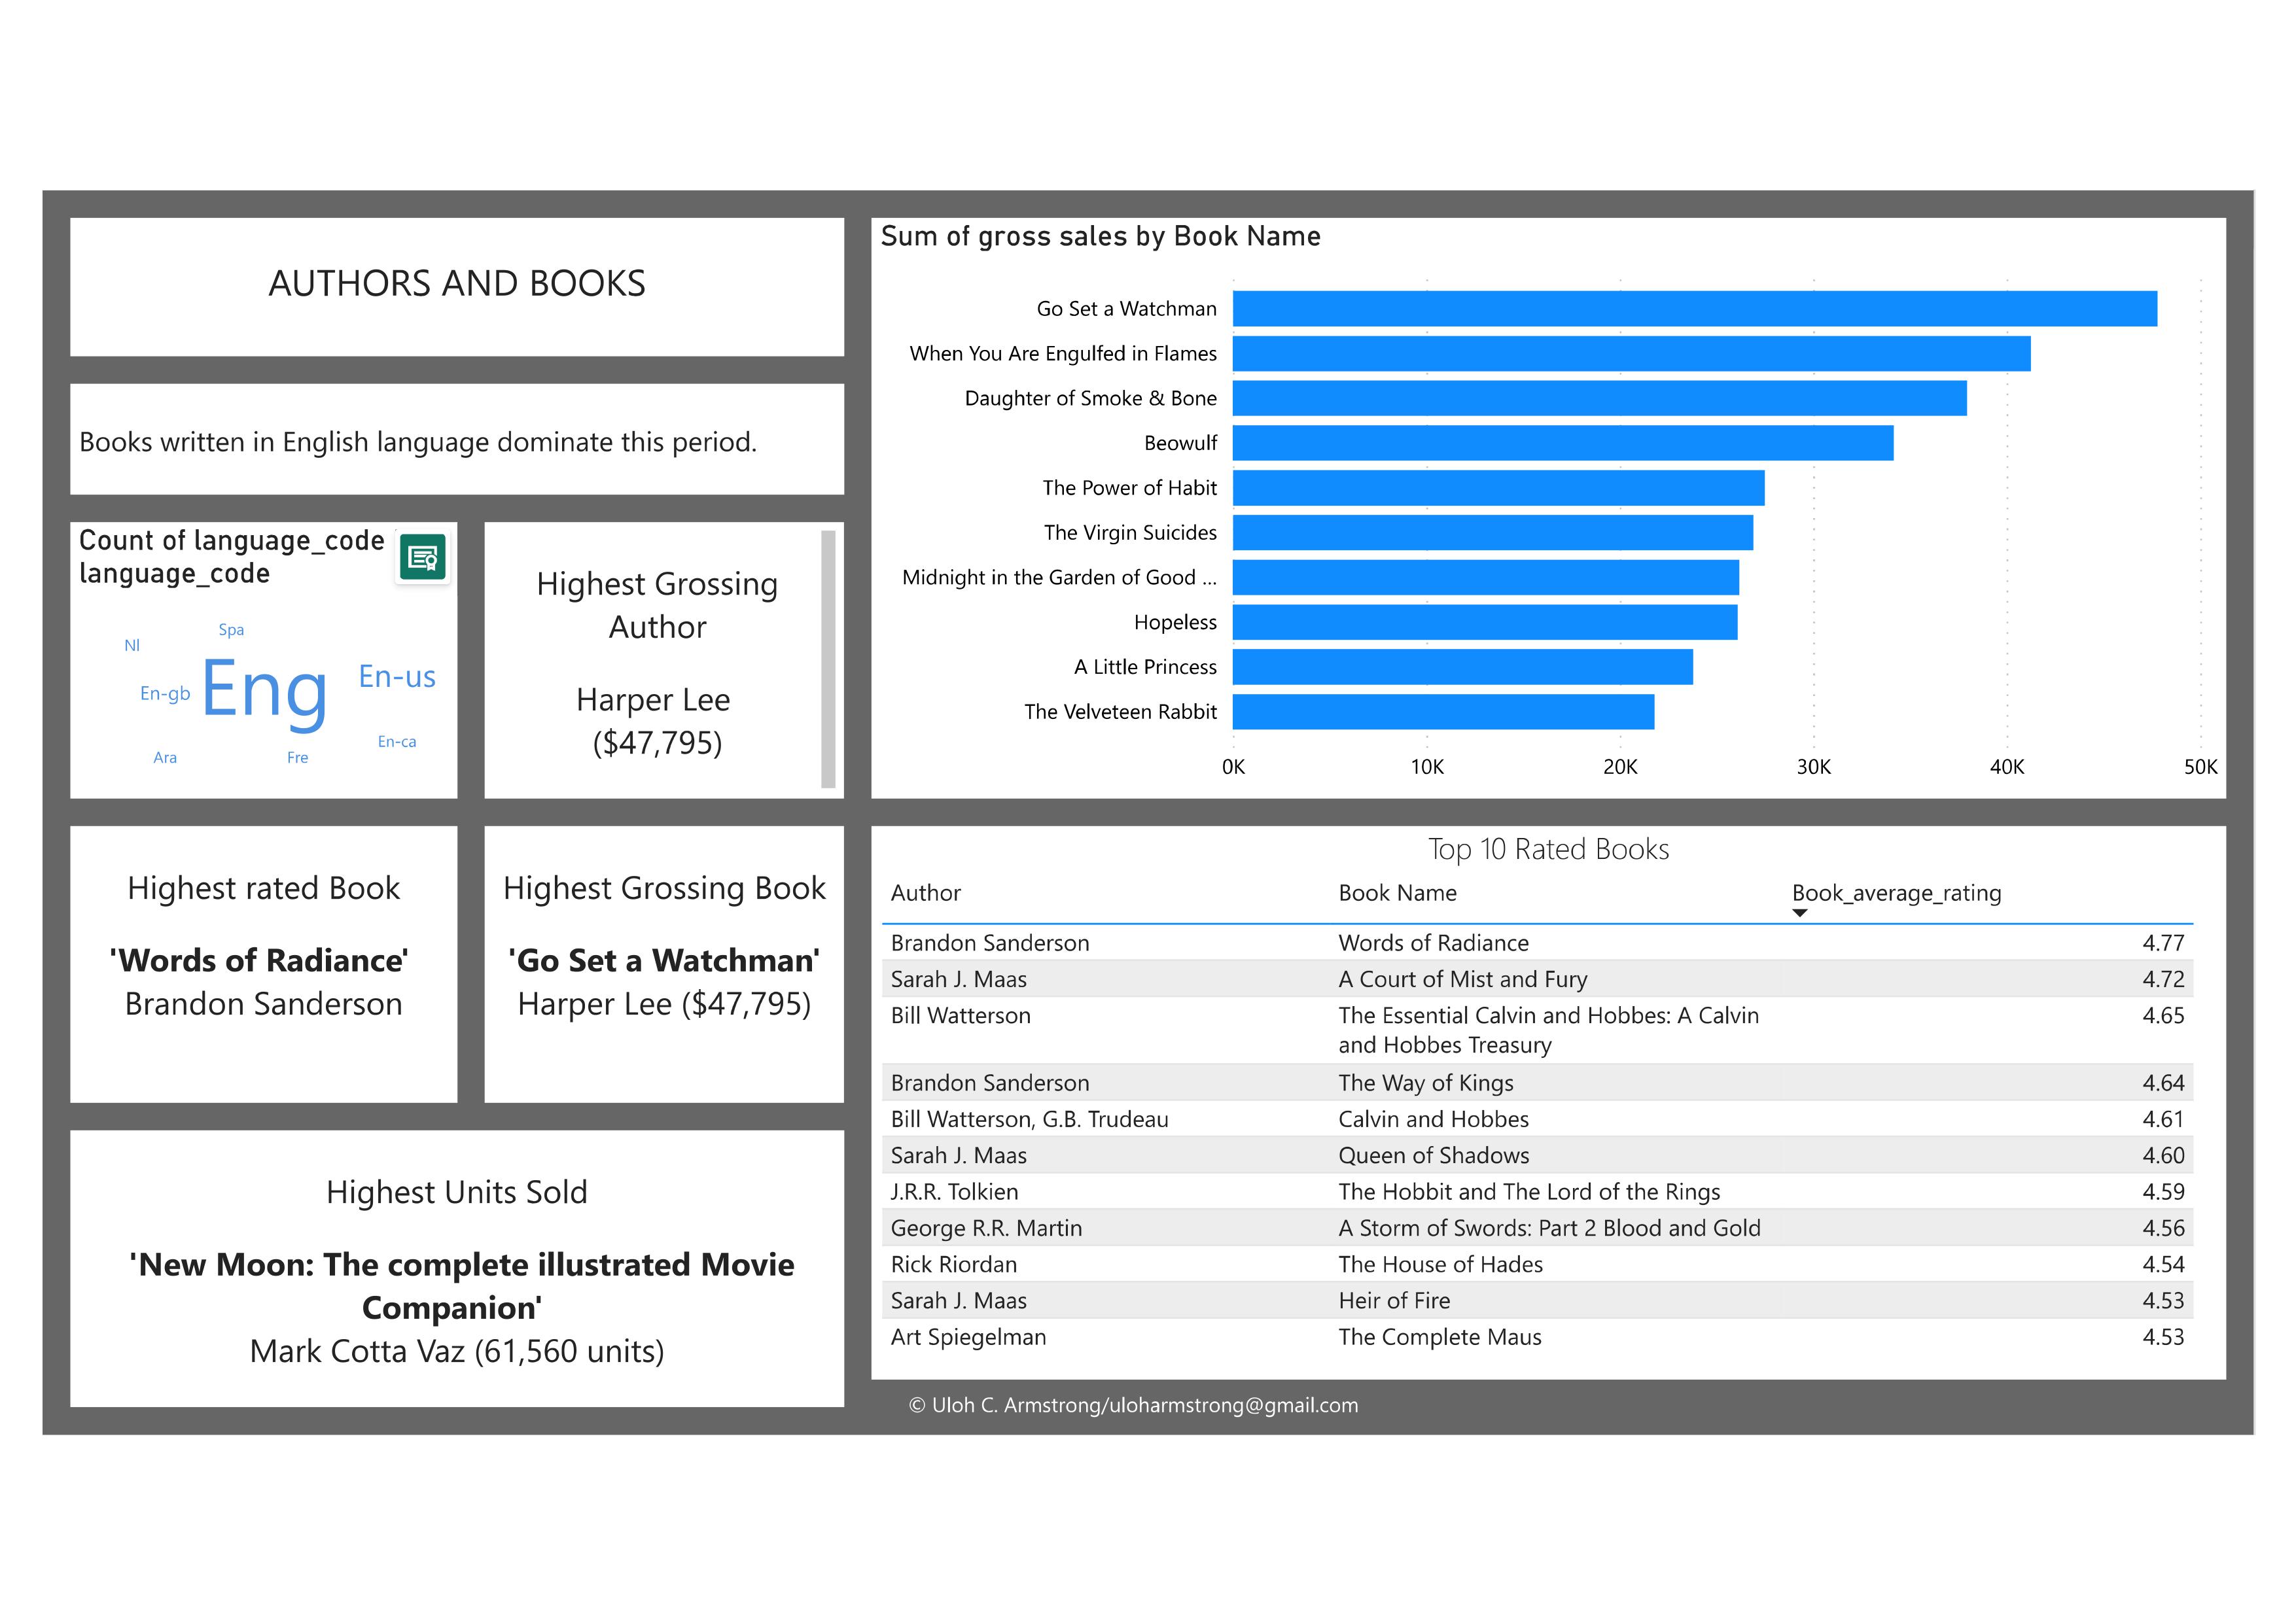 AUTHORS AND BOOKS
Books written in English language dominate this period.
Count of language_code
language_code
Spa
Nl
Eng
En-us
En-gb
En-ca
Ara
Fre
Highest Grossing
Author
Harper Lee
($47,795)
Highest rated Book
'Words of Radiance'
Brandon Sanderson
Highest Grossing Book
'Go Set a Watchman'
Harper Lee ($47,795)
Highest Units Sold
'New Moon: The complete illustrated Movie
Companion'
Mark Cotta Vaz (61,560 units)
Sum of gross sales by Book Name
Go Set a Watchman
When You Are Engulfed in Flames
Daughter of Smoke & Bone
Beowulf
The Power of Habit
The Virgin Suicides
Midnight in the Garden of Good ...
Hopeless
A Little Princess
The Velveteen Rabbit
0K 10K 20K 30K 40K 50K
Top 10 Rated Books
Author Book Name Book_average_rating
Brandon Sanderson Words of Radiance 4.77
Sarah J. Maas A Court of Mist and Fury 4.72
Bill Watterson The Essential Calvin and Hobbes: A Calvin 4.65
and Hobbes Treasury
Brandon Sanderson The Way of Kings 4.64
Bill Watterson, G.B. Trudeau Calvin and Hobbes 4.61
Sarah J. Maas Queen of Shadows 4.60
J.R.R. Tolkien The Hobbit and The Lord of the Rings 4.59
George R.R. Martin A Storm of Swords: Part 2 Blood and Gold 4.56
Rick Riordan The House of Hades 4.54
Sarah J. Maas Heir of Fire 4.53
Art Spiegelman The Complete Maus 4.53
© Uloh C. Armstrong/uloharmstrong@gmail.com